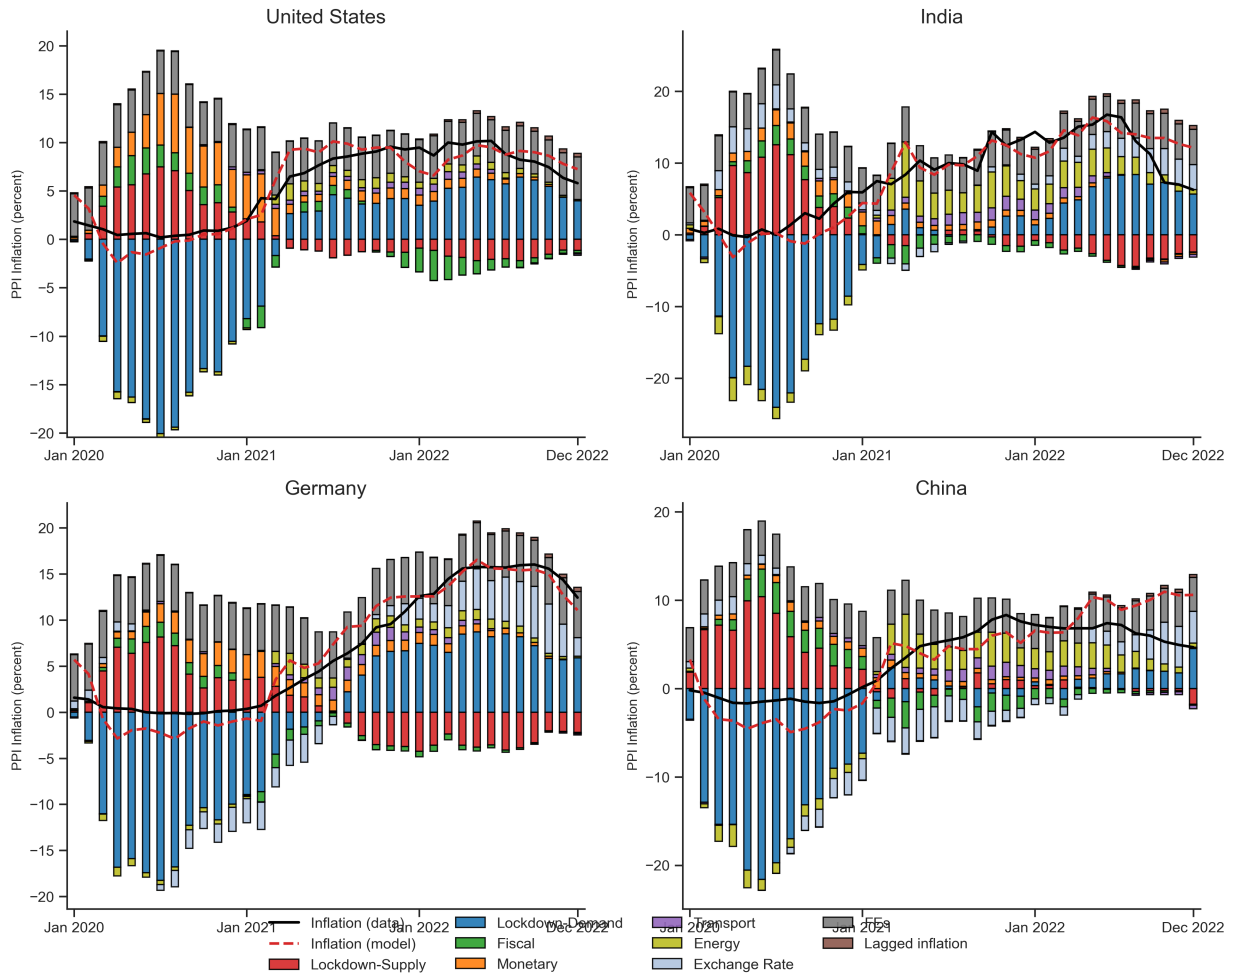 United States
India
20
15
10
5
0
−5
−10
−15
−20
PPI Inflation (percent)
Jan 2020
Jan 2021
Jan 2022
Dec 2022
20
10
0
−10
−20
PPI Inflation (percent)
Jan 2020
Jan 2021
Jan 2022
Dec 2022
Germany
China
20
15
10
5
0
−5
−10
−15
−20
PPI Inflation (percent)
Jan 2020
Jan 2021
Jan 2022
Dec 2022
20
10
0
−10
−20
PPI Inflation (percent)
Jan 2020
Jan 2021
Jan 2022
Dec 2022
Inflation (data)
Inflation (model)
Lockdown-Supply
Lockdown-Demand
Fiscal
Monetary
Transport
Energy
Exchange Rate
FEs
Lagged inflation